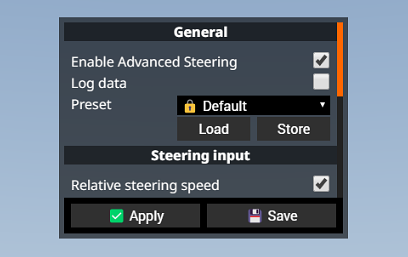 General
Enable Advanced Steering
Log data
Preset Default
Load Store
Steering input
Relative steering speed
Apply Save